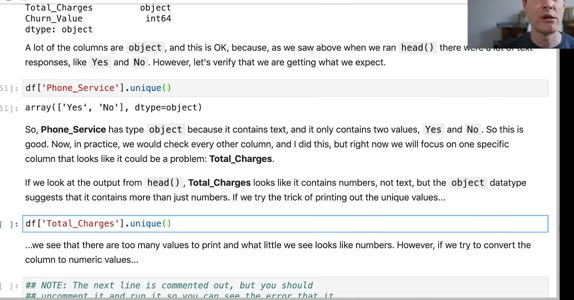 Total_Charges object
Churn_Value int64
dtype: object
A lot of the columns are object, and this is OK, because, as we saw above when we ran head() there were a lot of text
responses, like Yes and No. However, let's verify that we are getting what we expect.
51]: df['Phone_Service'].unique()
51]: array(['Yes', 'No'], dtype=object)
So, Phone_Service has type object because it contains text, and it only contains two values, Yes and No. So this is
good. Now, in practice, we would check every other column, and I did this, but right now we will focus on one specific
column that looks like it could be a problem: Total_Charges.
If we look at the output from head(), Total_Charges looks like it contains numbers, not text, but the object datatype
suggests that it contains more than just numbers. If we try the trick of printing out the unique values...
[ ]: df['Total_Charges'].unique()
...we see that there are too many values to print and what little we see looks like numbers. However, if we try to convert the
column to numeric values...
[ ]: ## NOTE: The next line is commented out, but you should
## uncomment it and run it so you can see the error that it